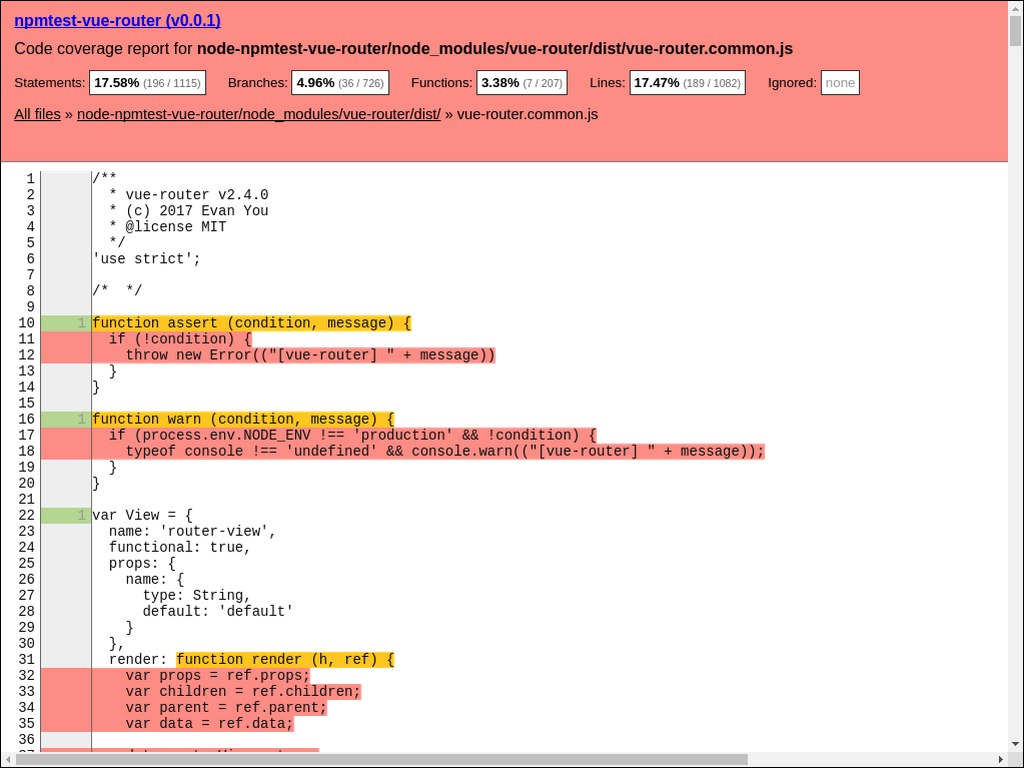 npmtest-vue-router (v0.0.1)
Code coverage report for node-npmtest-vue-router/node_modules/vue-router/dist/vue-router.common.js
Statements: 17.58% (196 / 1115) Branches: 4.96% (36 / 726) Functions: 3.38% (7 / 207) Lines: 17.47% (189 / 1082) Ignored: none
All files » node-npmtest-vue-router/node_modules/vue-router/dist/ » vue-router.common.js
1 /**
2   * vue-router v2.4.0
3   * (c) 2017 Evan You
4   * @license MIT
5   */
6 'use strict';
7
8 /*  */
9
10 1 function assert (condition, message) {
11   if (!condition) {
12     throw new Error(("[vue-router] " + message))
13   }
14 }
15
16 1 function warn (condition, message) {
17   if (process.env.NODE_ENV !== 'production' && !condition) {
18     typeof console !== 'undefined' && console.warn(("[vue-router] " + message));
19   }
20 }
21
22 1 var View = {
23   name: 'router-view',
24   functional: true,
25   props: {
26     name: {
27       type: String,
28       default: 'default'
29     }
30   },
31   render: function render (h, ref) {
32     var props = ref.props;
33     var children = ref.children;
34     var parent = ref.parent;
35     var data = ref.data;
36